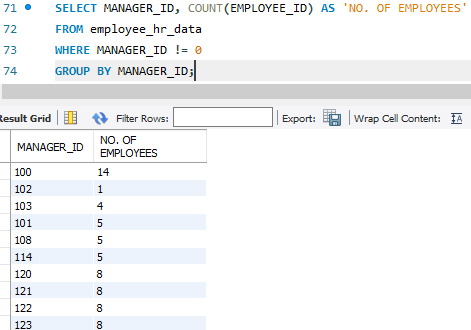 71 SELECT MANAGER_ID, COUNT(EMPLOYEE_ID) AS 'NO. OF EMPLOYEES'
72 FROM employee_hr_data
73 WHERE MANAGER_ID != 0
74 GROUP BY MANAGER_ID;
Result Grid Filter Rows: Export: Wrap Cell Content: IA
MANAGER_ID NO. OF EMPLOYEES
100 14
102 1
103 4
101 5
108 5
114 5
120 8
121 8
122 8
123 8